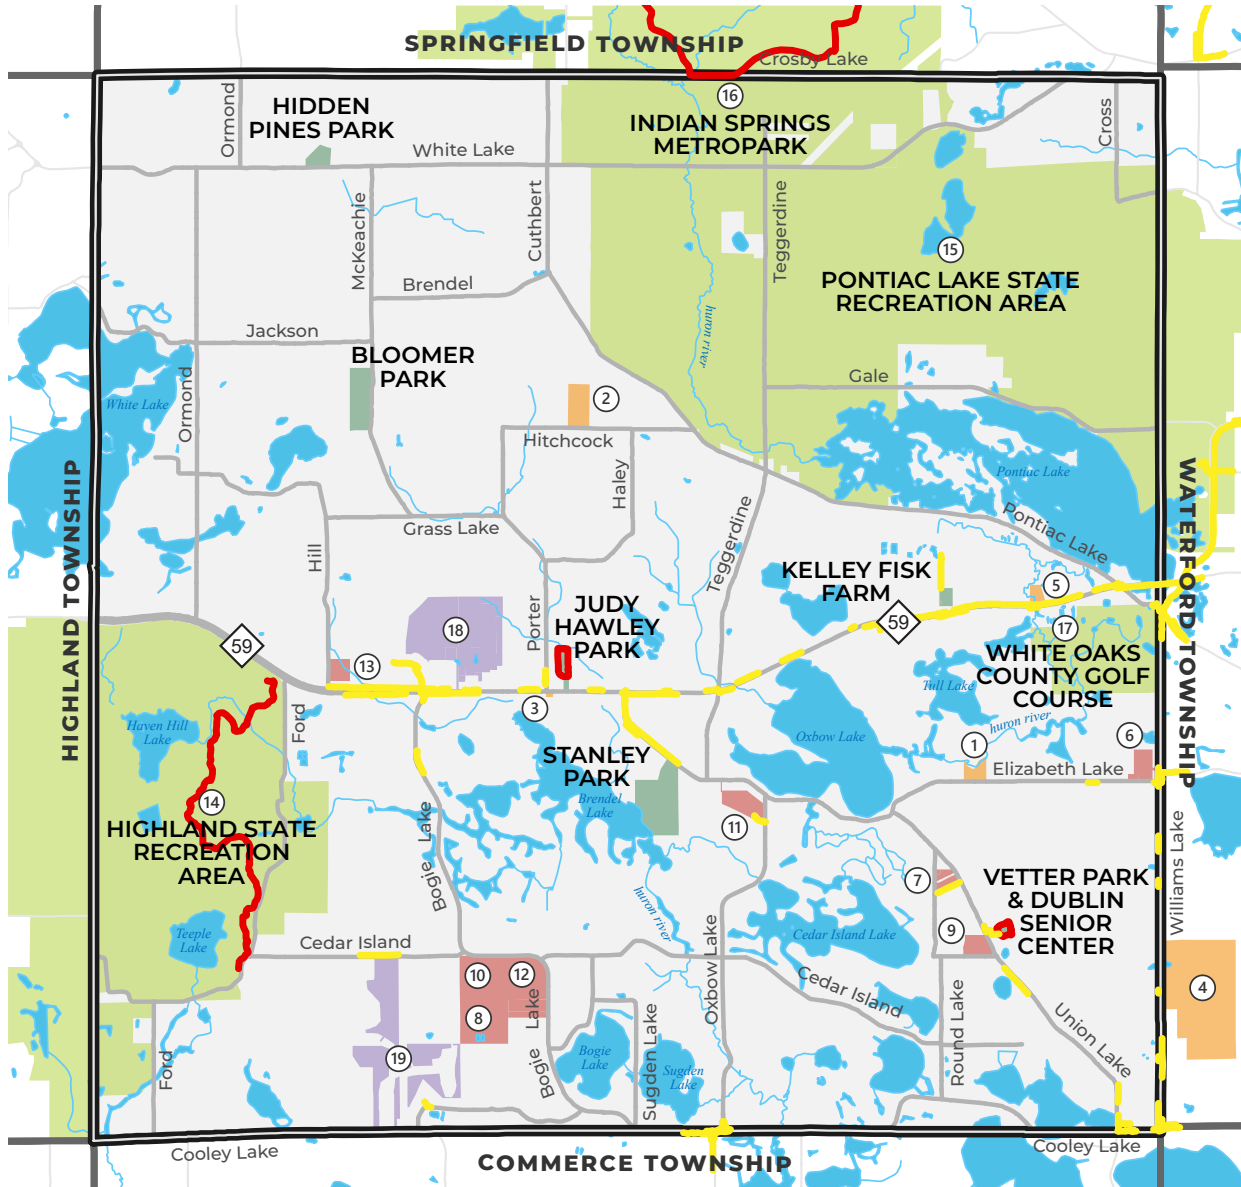 SPRINGFIELD TOWNSHIP
Crosby Lake
16
HIDDEN
PINES PARK
INDIAN SPRINGS
METROPARK
Ormond
Cross
White Lake
McKeachie
Cuthbert
Teggerdine
15
PONTIAC LAKE STATE
RECREATION AREA
Brendel
huron river
Jackson
BLOOMER
PARK
Gale
White Lake
Ormond
2
Hitchcock
Pontiac Lake
Haley
HIGHLAND TOWNSHIP
WATERFORD TOWNSHIP
Grass Lake
Pontiac Lake
Hill
Teggerdine
KELLEY FISK
FARM
5
59
59
JUDY
HAWLEY
PARK
Porter
18
17
13
WHITE OAKS
COUNTY GOLF
COURSE
Tull Lake
huron river
3
Ford
Haven Hill
Lake
Oxbow Lake
1
6
STANLEY
PARK
Elizabeth Lake
14
Brendel
Lake
11
HIGHLAND STATE
RECREATION
AREA
Bogie Lake
Williams Lake
7
VETTER PARK
& DUBLIN
SENIOR
CENTER
huron river
Teeple
Lake
Cedar Island
Oxbow Lake
Cedar Island Lake
9
10
12
Cedar Island
4
8
Bogie Lake
Sugden Lake
Round Lake
Union Lake
19
Ford
Bogie
Lake
Sugden
Lake
Cooley Lake
COMMERCE TOWNSHIP
Cooley Lake